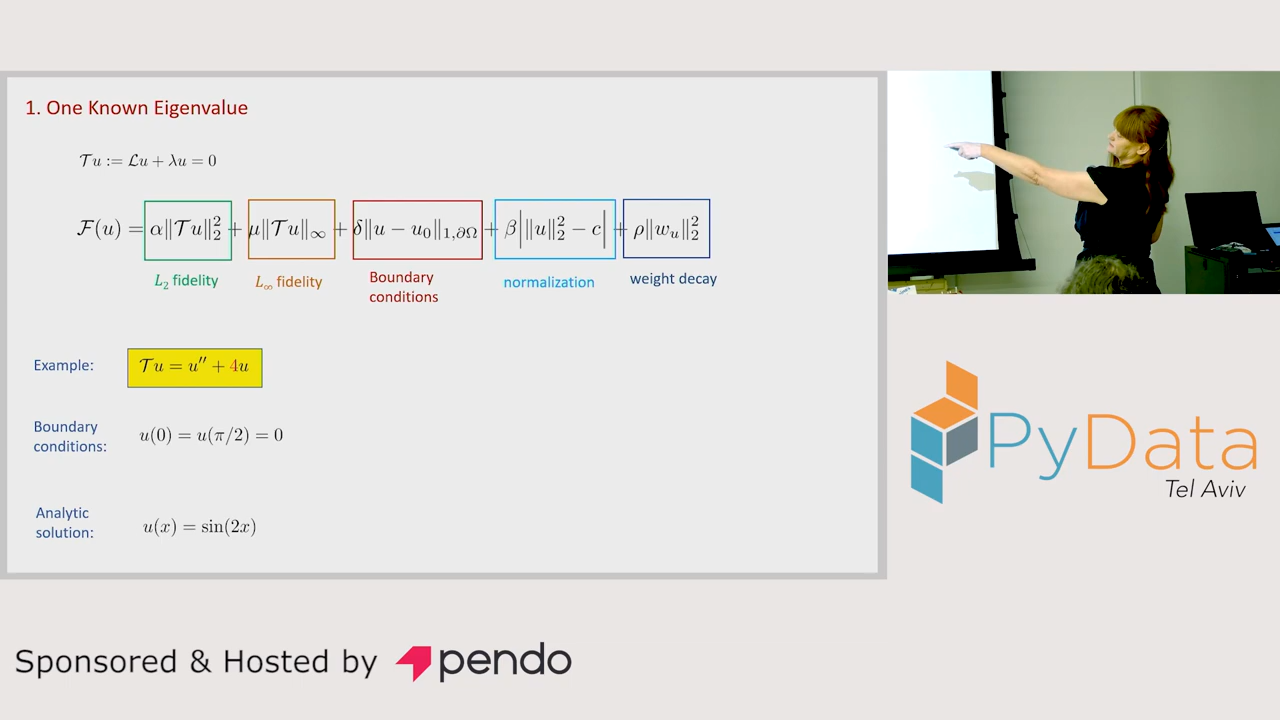 1. One Known Eigenvalue
𝒯u := ℒu + λu = 0
ℱ(u) = α‖𝒯u‖₂² + μ‖𝒯u‖∞ + δ‖u − u₀‖₁,∂Ω + β|‖u‖₂² − c| + ρ‖wᵤ‖₂²
L₂ fidelity L∞ fidelity Boundary conditions normalization weight decay
Example: 𝒯u = u″ + 4u
Boundary conditions: u(0) = u(π/2) = 0
Analytic solution: u(x) = sin(2x)
PyData
Tel Aviv
Sponsored & Hosted by pendo